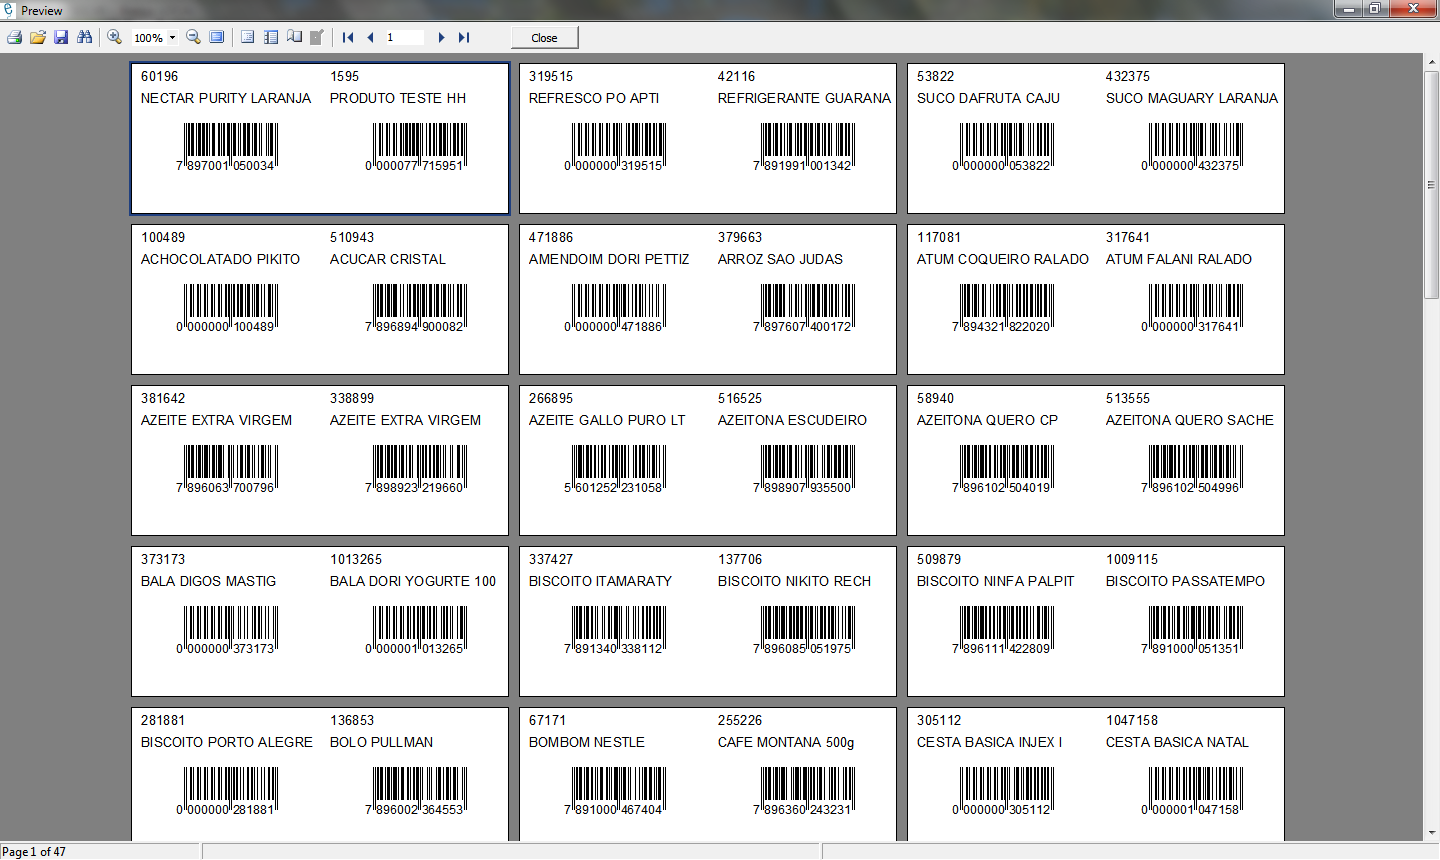 Preview
100%
1
Close
60196 1595
NECTAR PURITY LARANJA PRODUTO TESTE HH
7 897001 050034 0 000077 715951
319515 42116
REFRESCO PO APTI REFRIGERANTE GUARANA
0 000000 319515 7 891991 001342
53822 432375
SUCO DAFRUTA CAJU SUCO MAGUARY LARANJA
0 000000 053822 0 000000 432375
100489 510943
ACHOCOLATADO PIKITO ACUCAR CRISTAL
0 000000 100489 7 896894 900082
471886 379663
AMENDOIM DORI PETTIZ ARROZ SAO JUDAS
0 000000 471886 7 897607 400172
117081 317641
ATUM COQUEIRO RALADO ATUM FALANI RALADO
7 894321 822020 0 000000 317641
381642 338899
AZEITE EXTRA VIRGEM AZEITE EXTRA VIRGEM
7 896063 700796 7 898923 219660
266895 516525
AZEITE GALLO PURO LT AZEITONA ESCUDEIRO
5 601252 231058 7 898907 935500
58940 513555
AZEITONA QUERO CP AZEITONA QUERO SACHE
7 896102 504019 7 896102 504996
373173 1013265
BALA DIGOS MASTIG BALA DORI YOGURTE 100
0 000000 373173 0 000001 013265
337427 137706
BISCOITO ITAMARATY BISCOITO NIKITO RECH
7 891340 338112 7 896085 051975
509879 1009115
BISCOITO NINFA PALPIT BISCOITO PASSATEMPO
7 896111 422809 7 891000 051351
281881 136853
BISCOITO PORTO ALEGRE BOLO PULLMAN
0 000000 281881 7 896002 364553
67171 255226
BOMBOM NESTLE CAFE MONTANA 500g
7 891000 467404 7 896360 243231
305112 1047158
CESTA BASICA INJEX I CESTA BASICA NATAL
0 000000 305112 0 000001 047158
Page 1 of 47